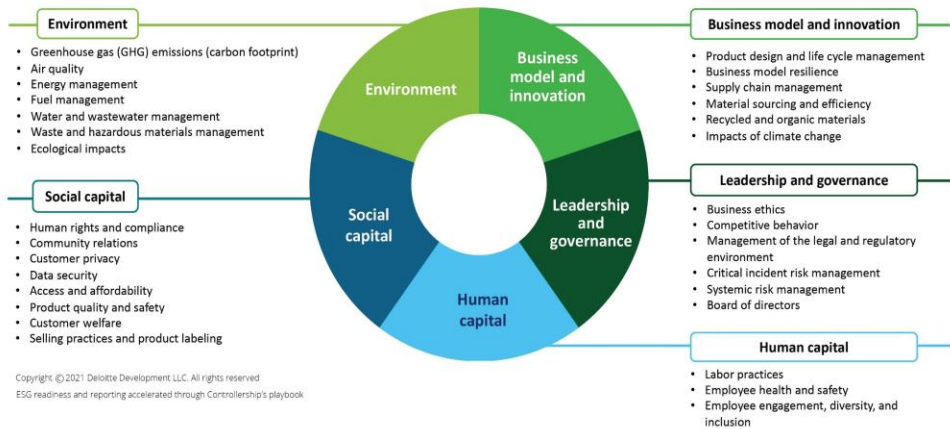 Environment
• Greenhouse gas (GHG) emissions (carbon footprint)
• Air quality
• Energy management
• Fuel management
• Water and wastewater management
• Waste and hazardous materials management
• Ecological impacts
Social capital
• Human rights and compliance
• Community relations
• Customer privacy
• Data security
• Access and affordability
• Product quality and safety
• Customer welfare
• Selling practices and product labeling
Environment
Business
model and
innovation
Social
capital
Leadership
and
governance
Human
capital
Business model and innovation
• Product design and life cycle management
• Business model resilience
• Supply chain management
• Material sourcing and efficiency
• Recycled and organic materials
• Impacts of climate change
Leadership and governance
• Business ethics
• Competitive behavior
• Management of the legal and regulatory
environment
• Critical incident risk management
• Systemic risk management
• Board of directors
Human capital
• Labor practices
• Employee health and safety
• Employee engagement, diversity, and
inclusion
Copyright © 2021 Deloitte Development LLC. All rights reserved
ESG readiness and reporting accelerated through Controllership's playbook